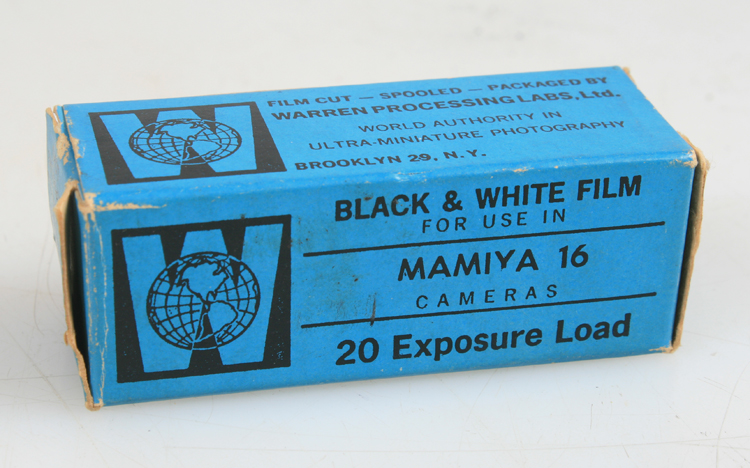 FILM CUT — SPOOLED — PACKAGED BY
WARREN PROCESSING LABS, Ltd.
WORLD AUTHORITY IN
ULTRA-MINIATURE PHOTOGRAPHY
BROOKLYN 29, N. Y.
W
BLACK & WHITE FILM
FOR USE IN
MAMIYA 16
CAMERAS
20 Exposure Load
W